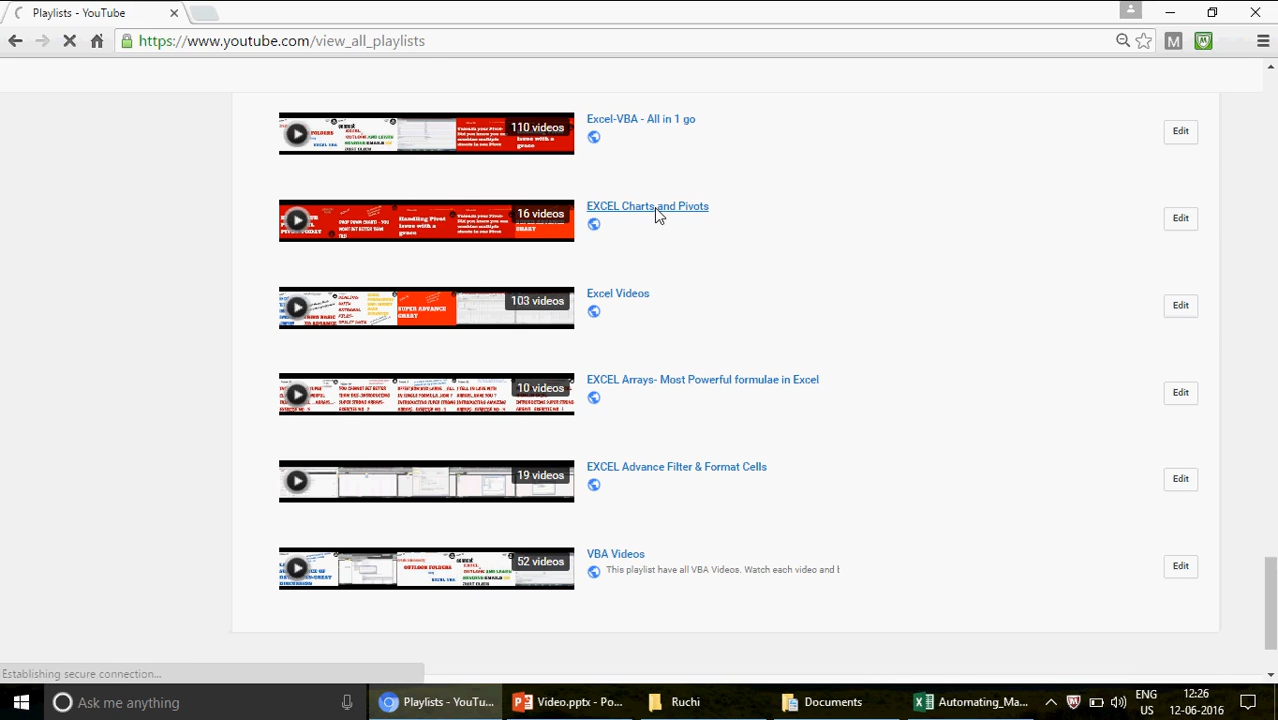 Playlists - YouTube
https://www.youtube.com/view_all_playlists
M
110 videos
Excel-VBA - All in 1 go
Edit
16 videos
EXCEL Charts and Pivots
Edit
103 videos
Excel Videos
Edit
10 videos
EXCEL Arrays- Most Powerful formulae in Excel
Edit
19 videos
EXCEL Advance Filter & Format Cells
Edit
52 videos
VBA Videos
This playlist have all VBA Videos. Watch each video and
Edit
Establishing secure connection...
Ask me anything
Playlists - YouTu...
Video.pptx - Po...
Ruchi
Documents
Automating_Ma...
ENG
US
12:26
12-06-2016